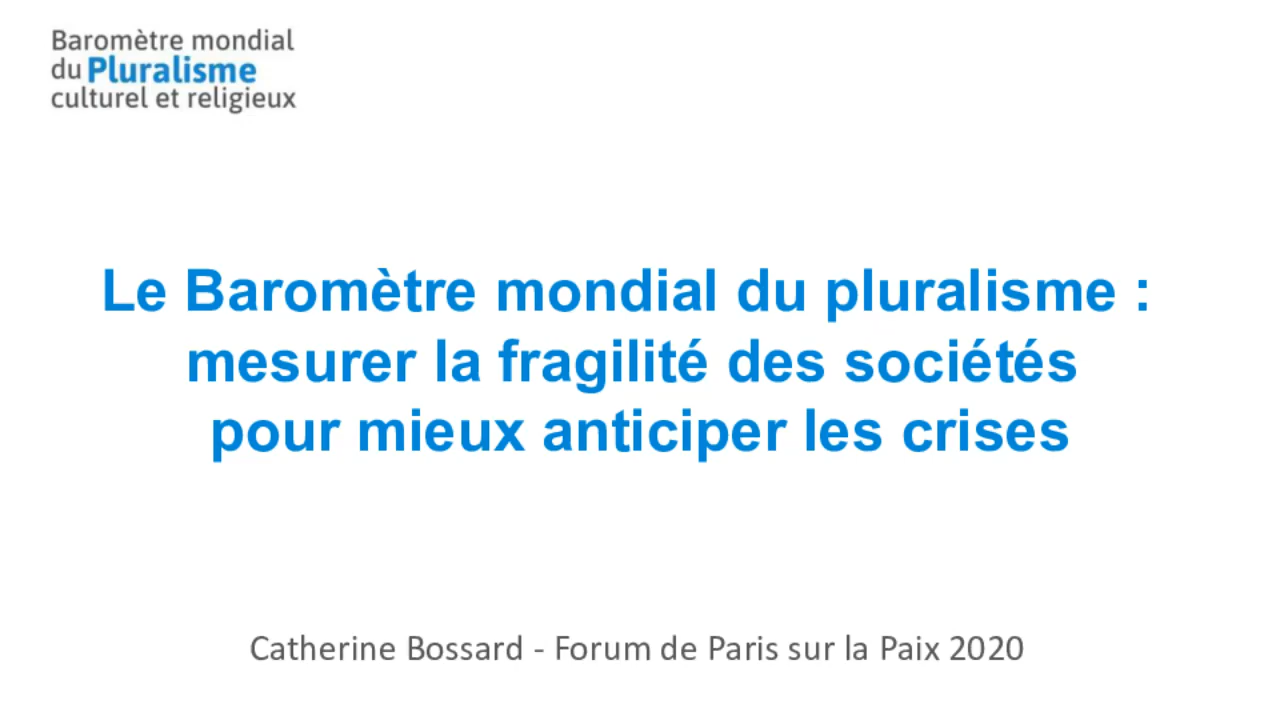 Baromètre mondial
du Pluralisme
culturel et religieux
Le Baromètre mondial du pluralisme :
mesurer la fragilité des sociétés
pour mieux anticiper les crises
Catherine Bossard - Forum de Paris sur la Paix 2020